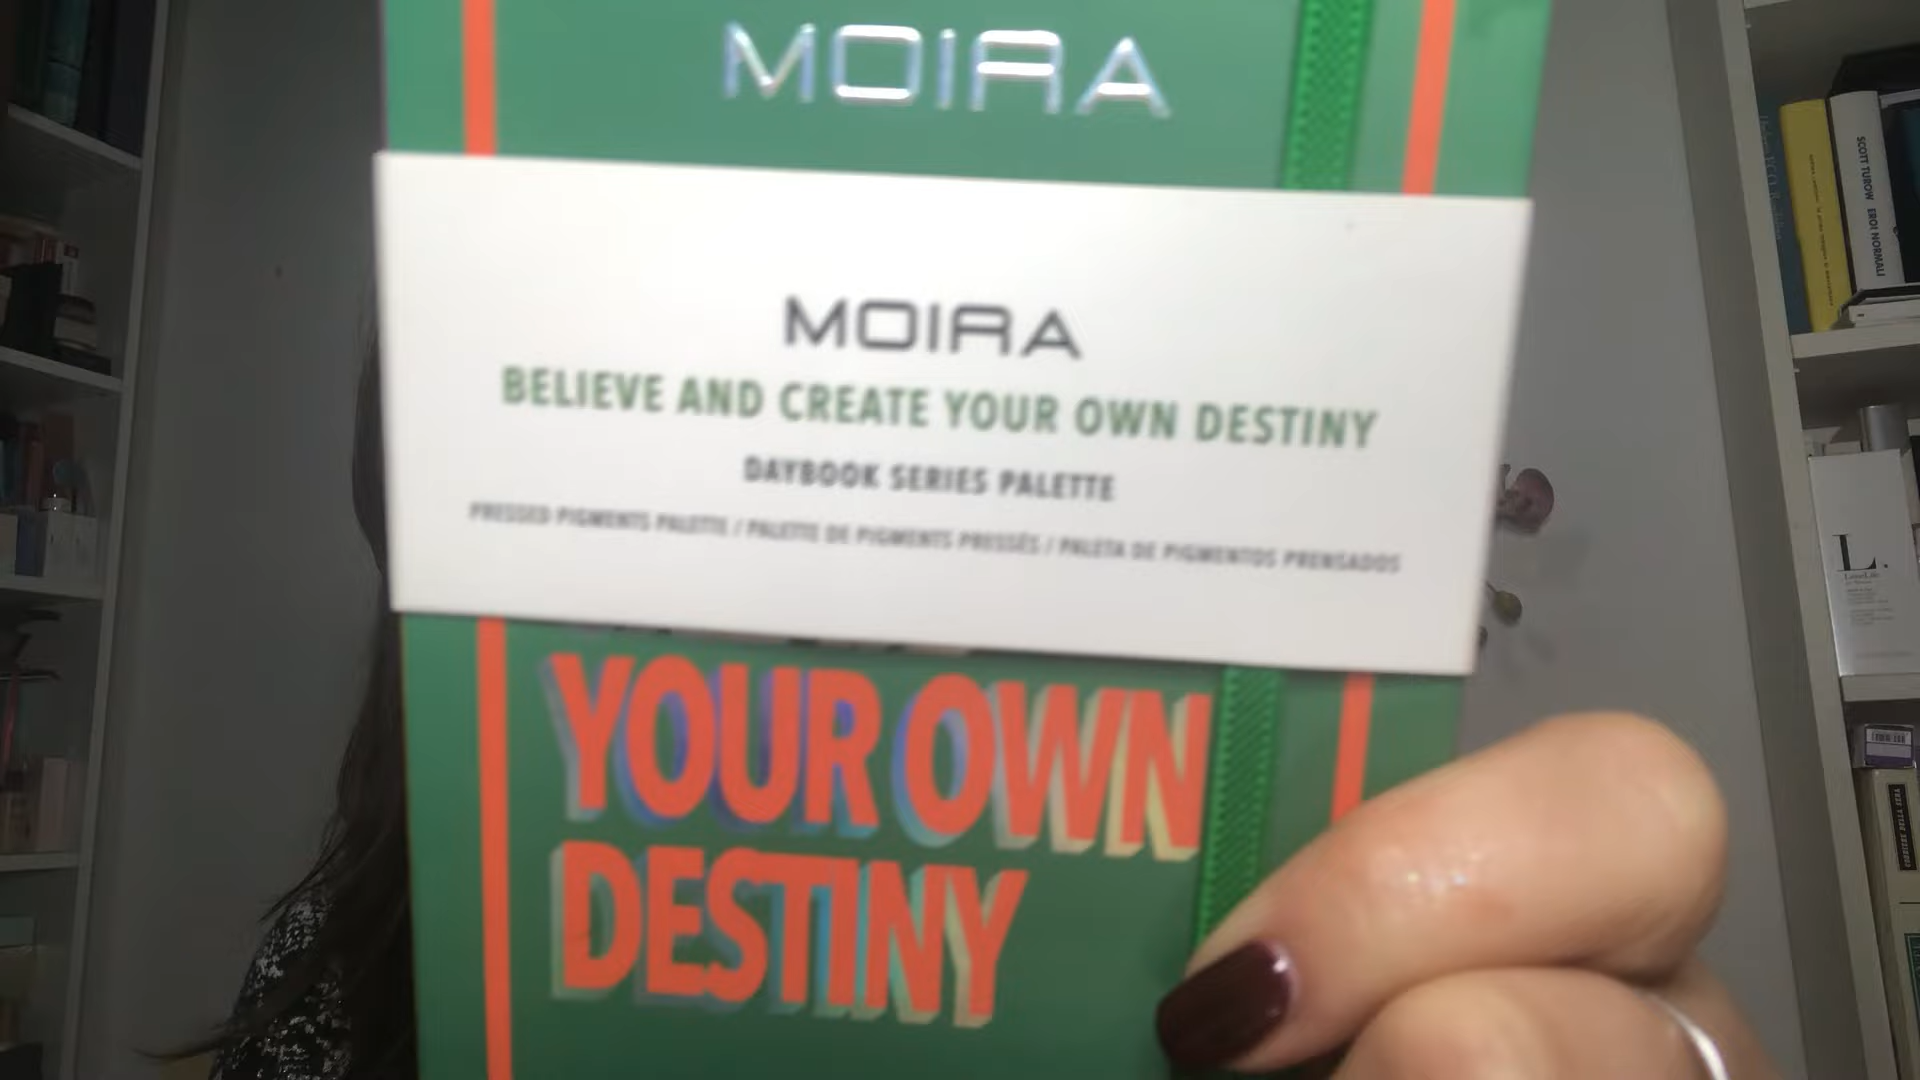 MOIRA
MOIRA
BELIEVE AND CREATE YOUR OWN DESTINY
DAYBOOK SERIES PALETTE
PRESSED PIGMENTS PALETTE / PALETTE DE PIGMENTS PRESSÉS / PALETA DE PIGMENTOS PRENSADOS
YOUR OWN
DESTINY
SCOTT TUROW EROI NORMALI
L.